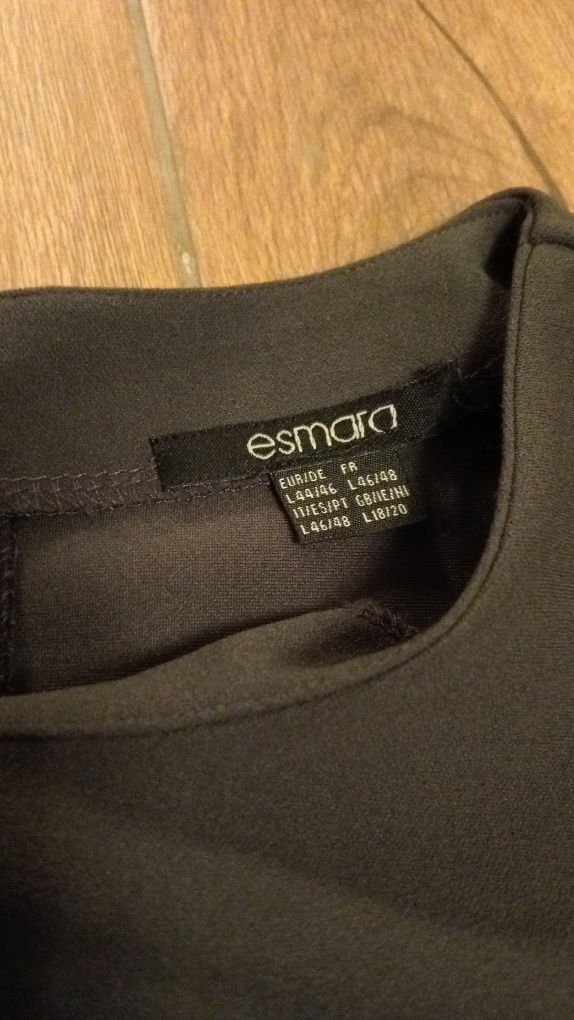 esmara
EUR/DE FR
L44/46 L46/48
IT/ES/PT GB/IE/NI
L46/48 L18/20